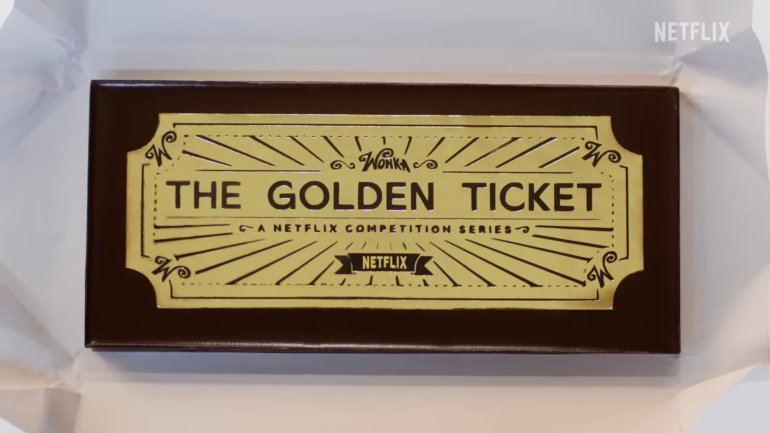 NETFLIX
W W
WONKA
THE GOLDEN TICKET
A NETFLIX COMPETITION SERIES
NETFLIX
W W